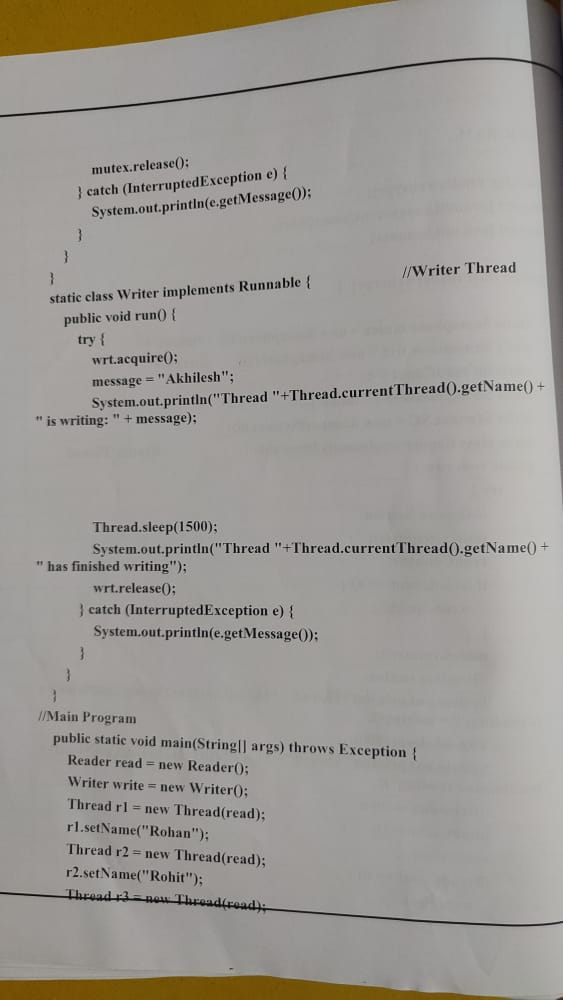 mutex.release();
} catch (InterruptedException e) {
System.out.println(e.getMessage());
}
}
}
static class Writer implements Runnable { //Writer Thread
public void run() {
try {
wrt.acquire();
message = "Akhilesh";
System.out.println("Thread "+Thread.currentThread().getName() +
" is writing: " + message);
Thread.sleep(1500);
System.out.println("Thread "+Thread.currentThread().getName() +
" has finished writing");
wrt.release();
} catch (InterruptedException e) {
System.out.println(e.getMessage());
}
}
}
//Main Program
public static void main(String[] args) throws Exception {
Reader read = new Reader();
Writer write = new Writer();
Thread r1 = new Thread(read);
r1.setName("Rohan");
Thread r2 = new Thread(read);
r2.setName("Rohit");
Thread r3 = new Thread(read);